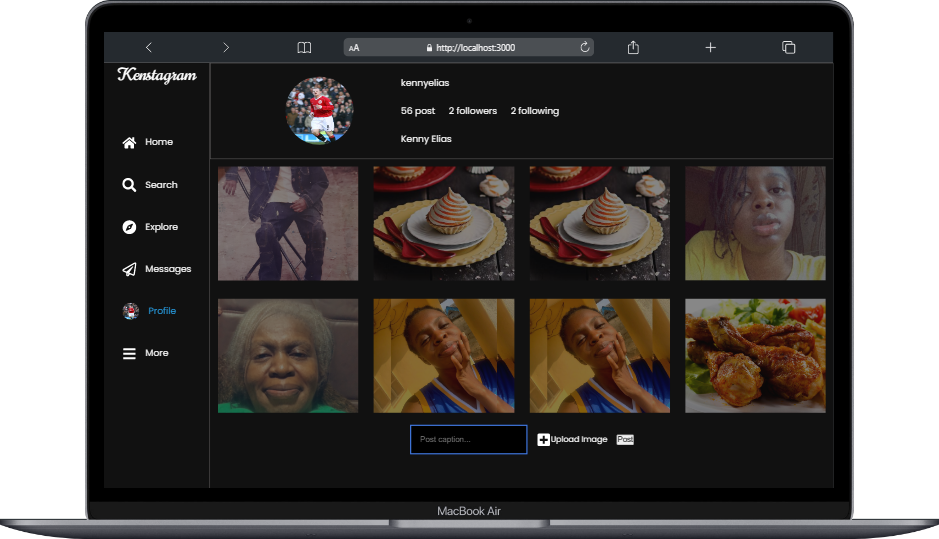 AA http://localhost:3000
Kenstagram
Home
Search
Explore
Messages
Profile
More
kennyelias
56 post 2 followers 2 following
Kenny Elias
Post caption...
Upload Image
Post
MacBook Air